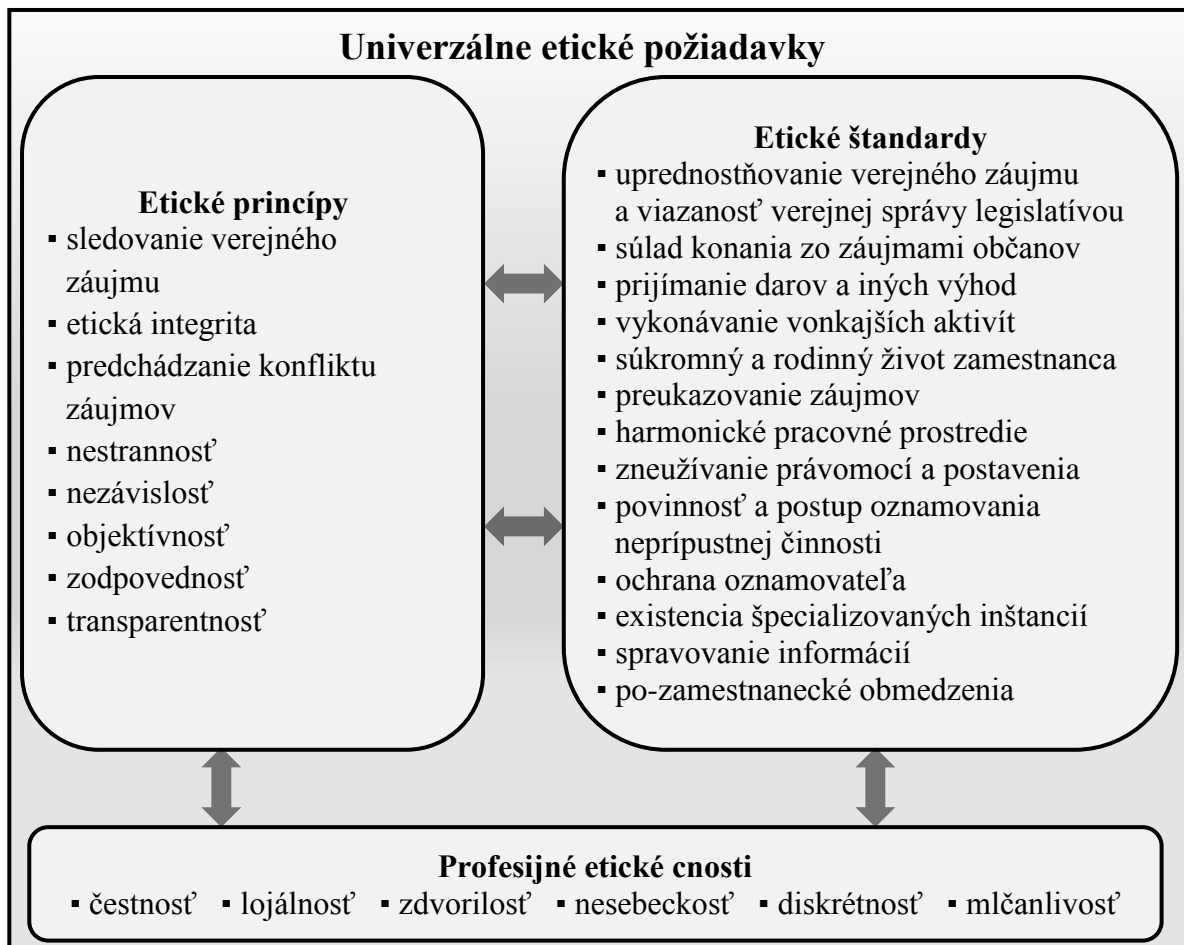 Univerzálne etické požiadavky
Etické princípy
▪ sledovanie verejného
záujmu
▪ etická integrita
▪ predchádzanie konfliktu
záujmov
▪ nestrannosť
▪ nezávislosť
▪ objektívnosť
▪ zodpovednosť
▪ transparentnosť
Etické štandardy
▪ uprednostňovanie verejného záujmu
a viazanosť verejnej správy legislatívou
▪ súlad konania zo záujmami občanov
▪ prijímanie darov a iných výhod
▪ vykonávanie vonkajších aktivít
▪ súkromný a rodinný život zamestnanca
▪ preukazovanie záujmov
▪ harmonické pracovné prostredie
▪ zneužívanie právomocí a postavenia
▪ povinnosť a postup oznamovania
neprípustnej činnosti
▪ ochrana oznamovateľa
▪ existencia špecializovaných inštancií
▪ spravovanie informácií
▪ po-zamestnanecké obmedzenia
Profesijné etické cnosti
▪ čestnosť ▪ lojálnosť ▪ zdvorilosť ▪ nesebeckosť ▪ diskrétnosť ▪ mlčanlivosť